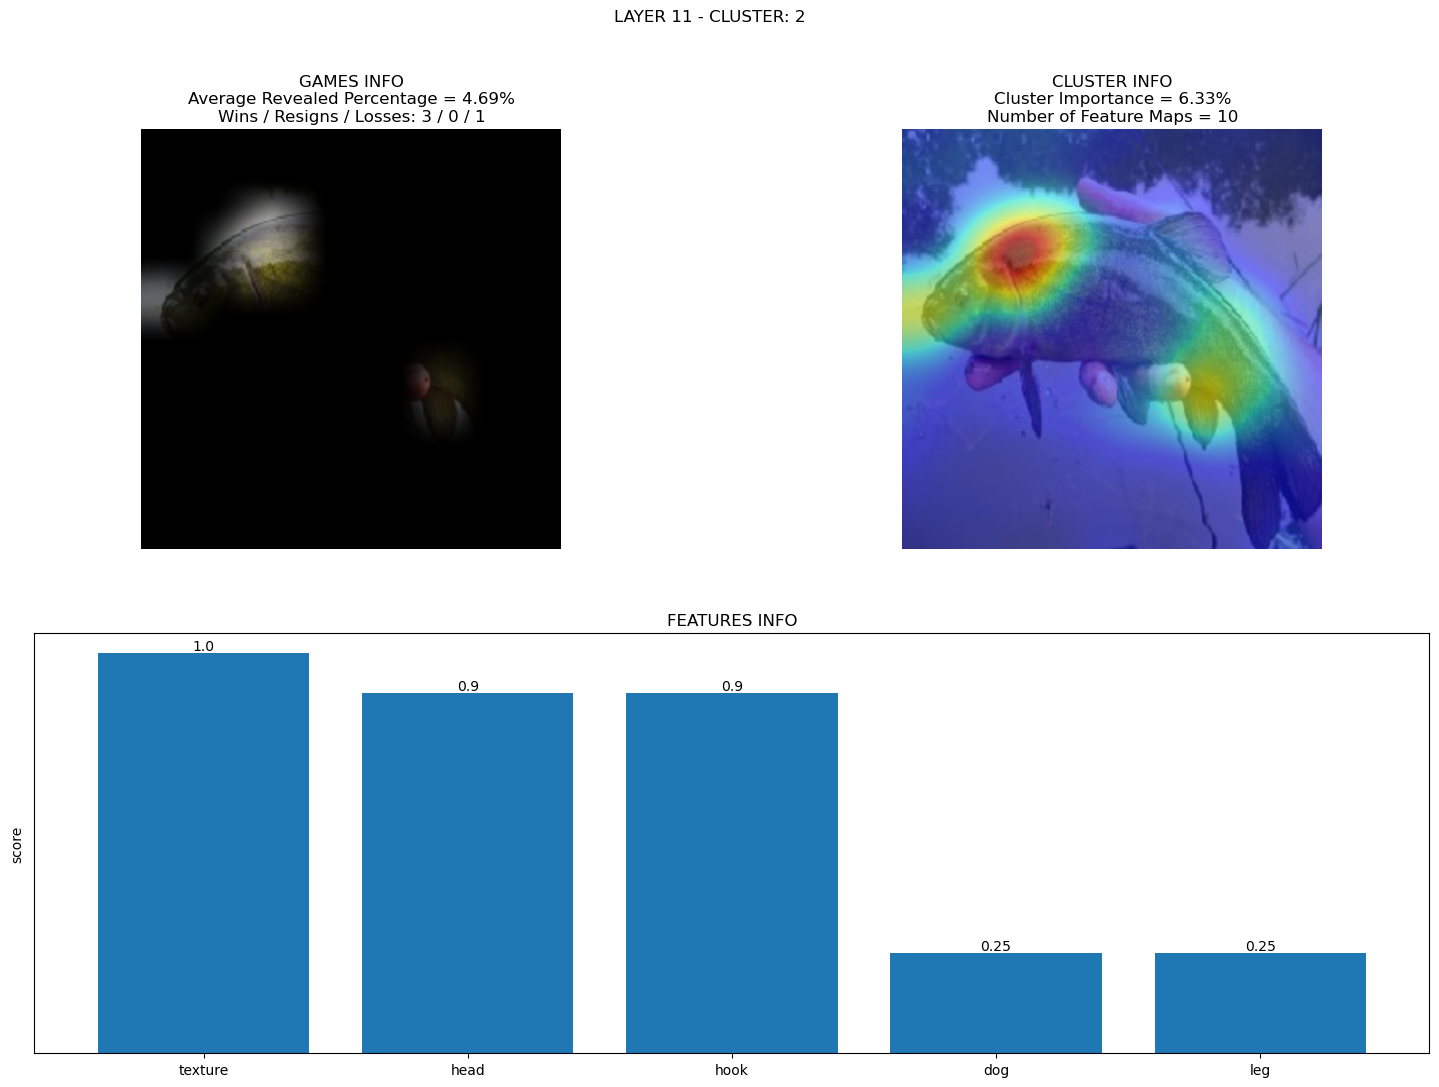 LAYER 11 - CLUSTER: 2
GAMES INFO
Average Revealed Percentage = 4.69%
Wins / Resigns / Losses: 3 / 0 / 1
CLUSTER INFO
Cluster Importance = 6.33%
Number of Feature Maps = 10
FEATURES INFO
score
1.0
0.9
0.9
0.25
0.25
texture
head
hook
dog
leg